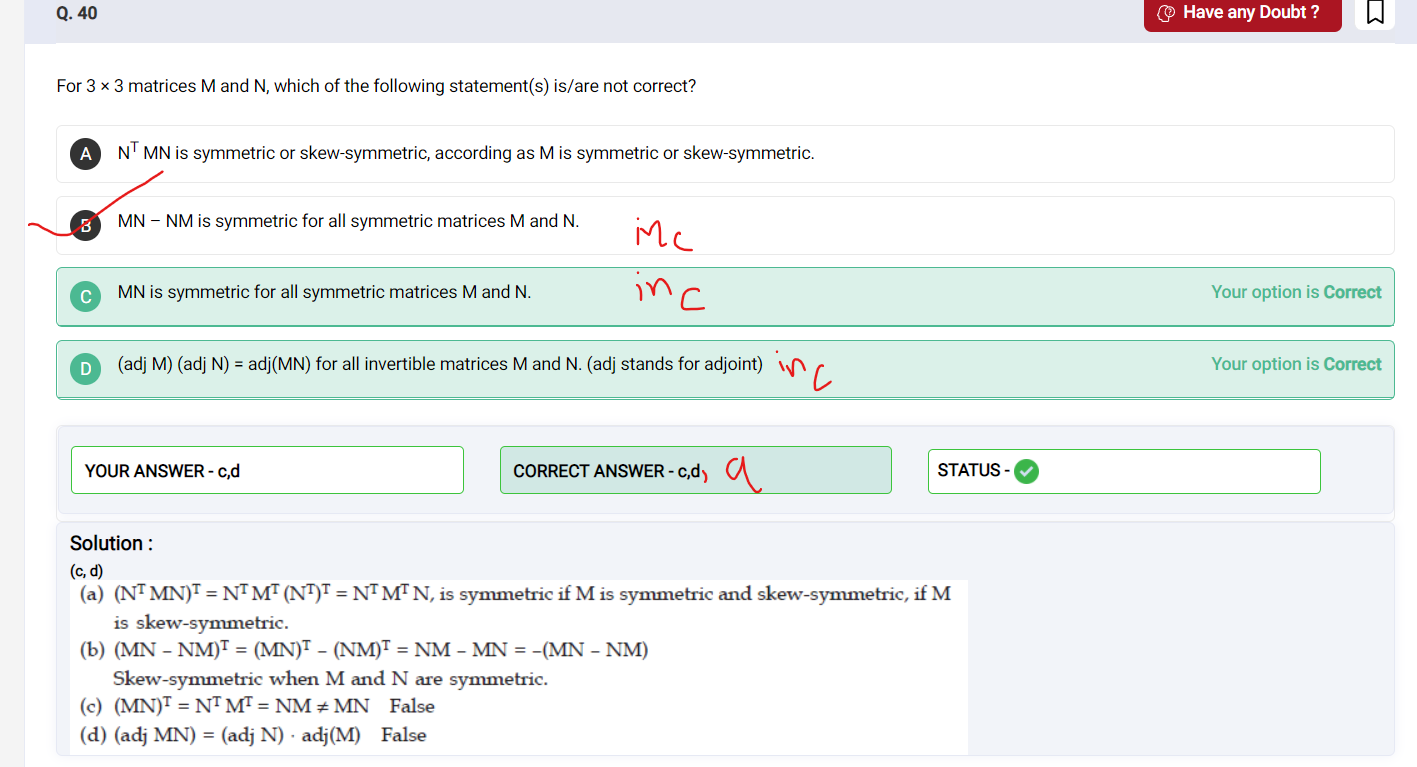 Q. 40
Have any Doubt ?
For 3 × 3 matrices M and N, which of the following statement(s) is/are not correct?
A N^T MN is symmetric or skew-symmetric, according as M is symmetric or skew-symmetric.
B MN – NM is symmetric for all symmetric matrices M and N.
inc
C MN is symmetric for all symmetric matrices M and N.
inc
Your option is Correct
D (adj M) (adj N) = adj(MN) for all invertible matrices M and N. (adj stands for adjoint)
inc
Your option is Correct
YOUR ANSWER - c,d
CORRECT ANSWER - c,d
STATUS -
Solution :
(c, d)
(a) (N^T MN)^T = N^T M^T (N^T)^T = N^T M^T N, is symmetric if M is symmetric and skew-symmetric, if M
is skew-symmetric.
(b) (MN – NM)^T = (MN)^T – (NM)^T = NM – MN = –(MN – NM)
Skew-symmetric when M and N are symmetric.
(c) (MN)^T = N^T M^T = NM ≠ MN False
(d) (adj MN) = (adj N) · adj(M) False